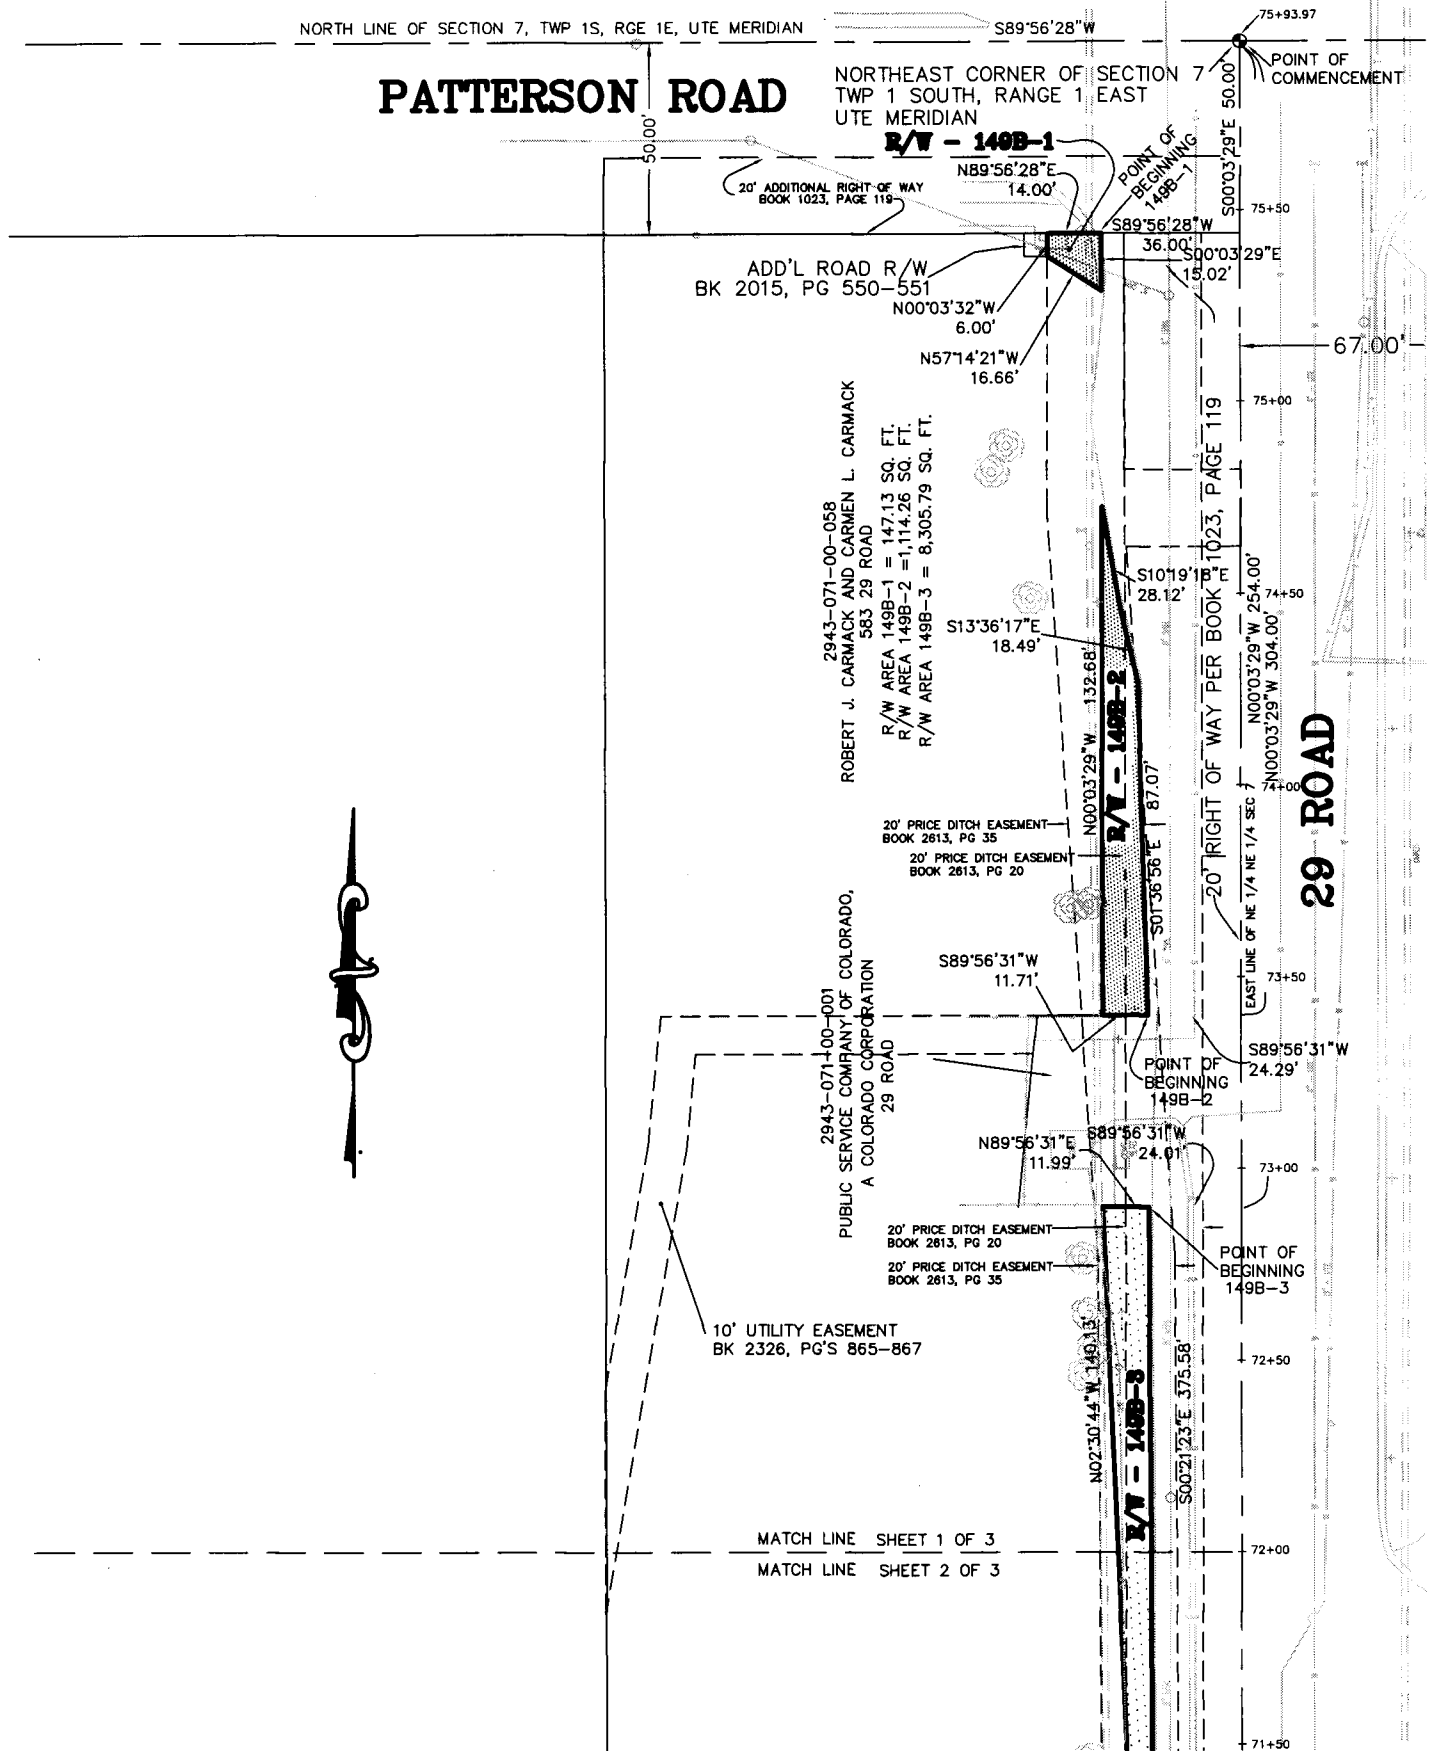 NORTH LINE OF SECTION 7, TWP 1S, RGE 1E, UTE MERIDIAN
S89°56'28"W
75+93.97
POINT OF
COMMENCEMENT
PATTERSON ROAD
50.00'
NORTHEAST CORNER OF SECTION 7
TWP 1 SOUTH, RANGE 1 EAST
UTE MERIDIAN
S00°03'29"E 50.00'
R/W - 149B-1
N89°56'28"E
14.00'
POINT OF
BEGINNING
149B-1
20' ADDITIONAL RIGHT OF WAY
BOOK 1023, PAGE 119
75+50
S89°56'28"W
36.00'
S00°03'29"E
15.02'
ADD'L ROAD R/W
BK 2015, PG 550-551
N00°03'32"W
6.00'
N57°14'21"W
16.66'
67.00'
75+00
2943-071-00-058
ROBERT J. CARMACK AND CARMEN L. CARMACK
583 29 ROAD
R/W AREA 149B-1 = 147.13 SQ. FT.
R/W AREA 149B-2 =1,114.26 SQ. FT.
R/W AREA 149B-3 = 8,305.79 SQ. FT.
20' RIGHT OF WAY PER BOOK 1023, PAGE 119
S10°19'18"E
28.12'
74+50
S13°36'17"E
18.49'
N00°03'29"W 132.68'
R/W - 149B-2
N00°03'29"W 254.00'
N00°03'29"W 304.00'
29 ROAD
74+00
S01°36'56"E 87.07'
EAST LINE OF NE 1/4 NE 1/4 SEC 7
20' PRICE DITCH EASEMENT
BOOK 2613, PG 35
20' PRICE DITCH EASEMENT
BOOK 2613, PG 20
S89°56'31"W
11.71'
73+50
2943-071-00-001
PUBLIC SERVICE COMPANY OF COLORADO,
A COLORADO CORPORATION
29 ROAD
S89°56'31"W
24.29'
POINT OF
BEGINNING
149B-2
N89°56'31"E
11.99'
S89°56'31"W
24.01'
73+00
20' PRICE DITCH EASEMENT
BOOK 2613, PG 20
20' PRICE DITCH EASEMENT
BOOK 2613, PG 35
POINT OF
BEGINNING
149B-3
10' UTILITY EASEMENT
BK 2326, PG'S 865-867
N02°30'44"W 140.13'
R/W - 149B-3
S00°21'23"E 375.58'
72+50
MATCH LINE SHEET 1 OF 3
MATCH LINE SHEET 2 OF 3
72+00
71+50